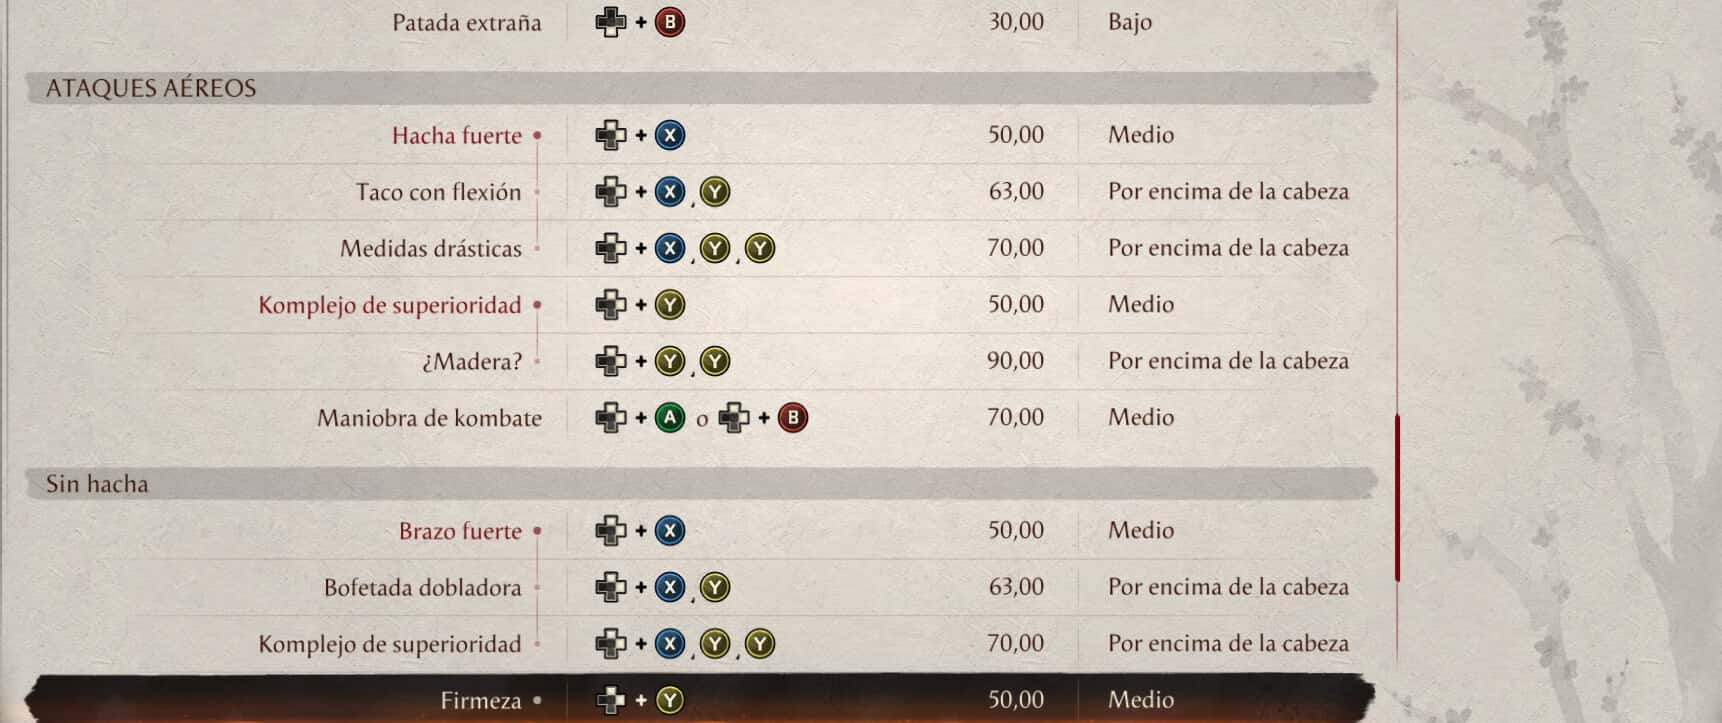 Patada extraña + B 30,00 Bajo
ATAQUES AÉREOS
Hacha fuerte + X 50,00 Medio
Taco con flexión + X , Y 63,00 Por encima de la cabeza
Medidas drásticas + X , Y , Y 70,00 Por encima de la cabeza
Komplejo de superioridad + Y 50,00 Medio
¿Madera? + Y , Y 90,00 Por encima de la cabeza
Maniobra de kombate + A o + B 70,00 Medio
Sin hacha
Brazo fuerte + X 50,00 Medio
Bofetada dobladora + X , Y 63,00 Por encima de la cabeza
Komplejo de superioridad + X , Y , Y 70,00 Por encima de la cabeza
Firmeza + Y 50,00 Medio